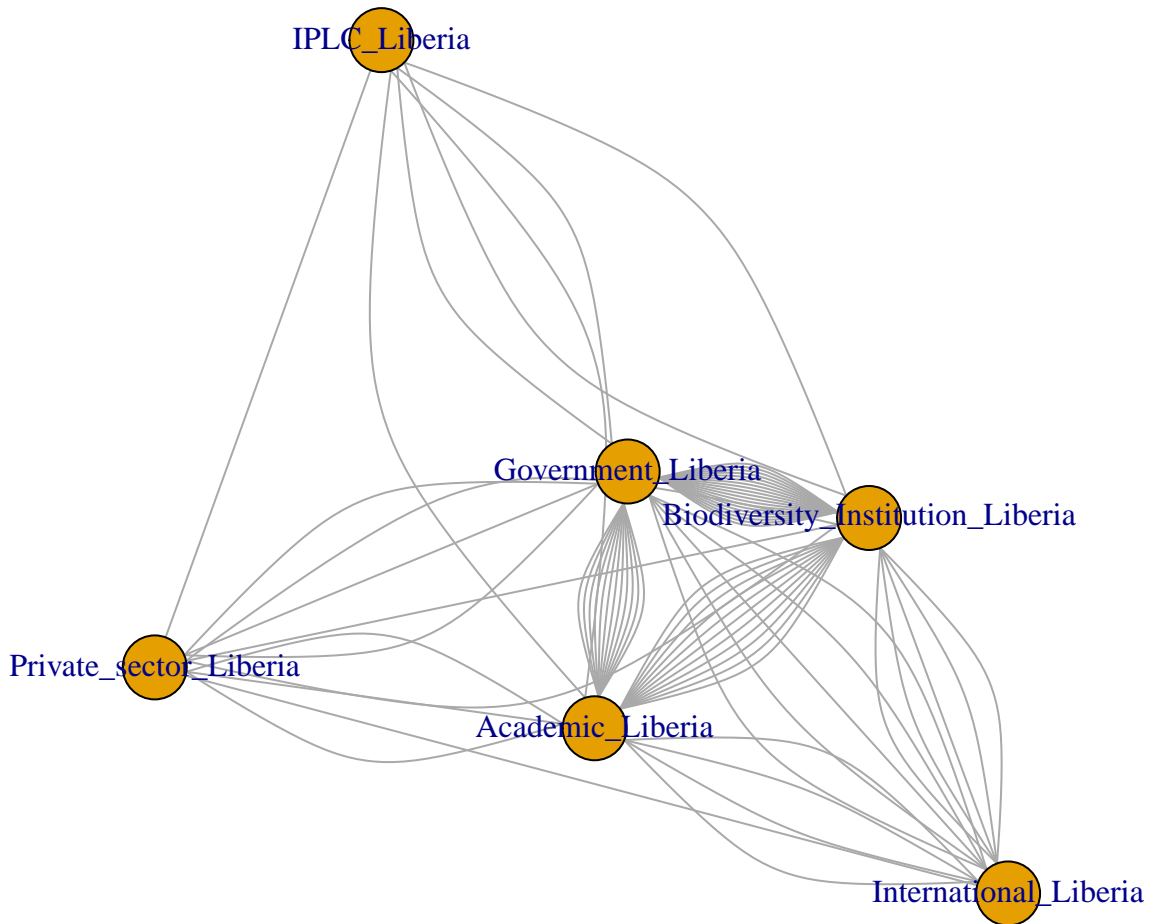 IPLC_Liberia
Government_Liberia
Biodiversity_Institution_Liberia
Private_sector_Liberia
Academic_Liberia
International_Liberia